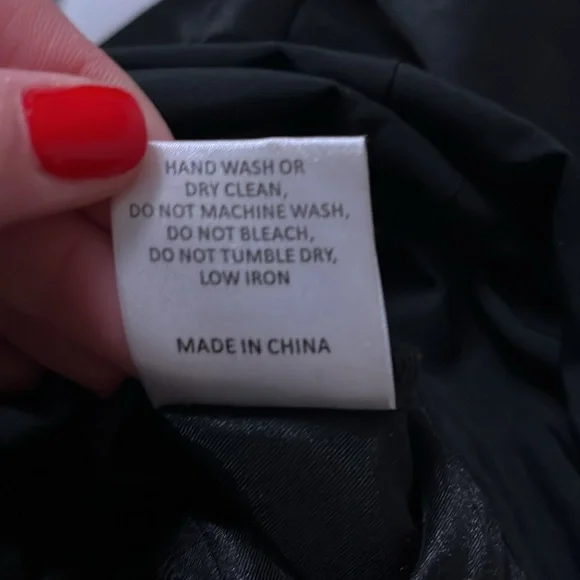 HAND WASH OR
DRY CLEAN,
DO NOT MACHINE WASH,
DO NOT BLEACH,
DO NOT TUMBLE DRY,
LOW IRON
MADE IN CHINA